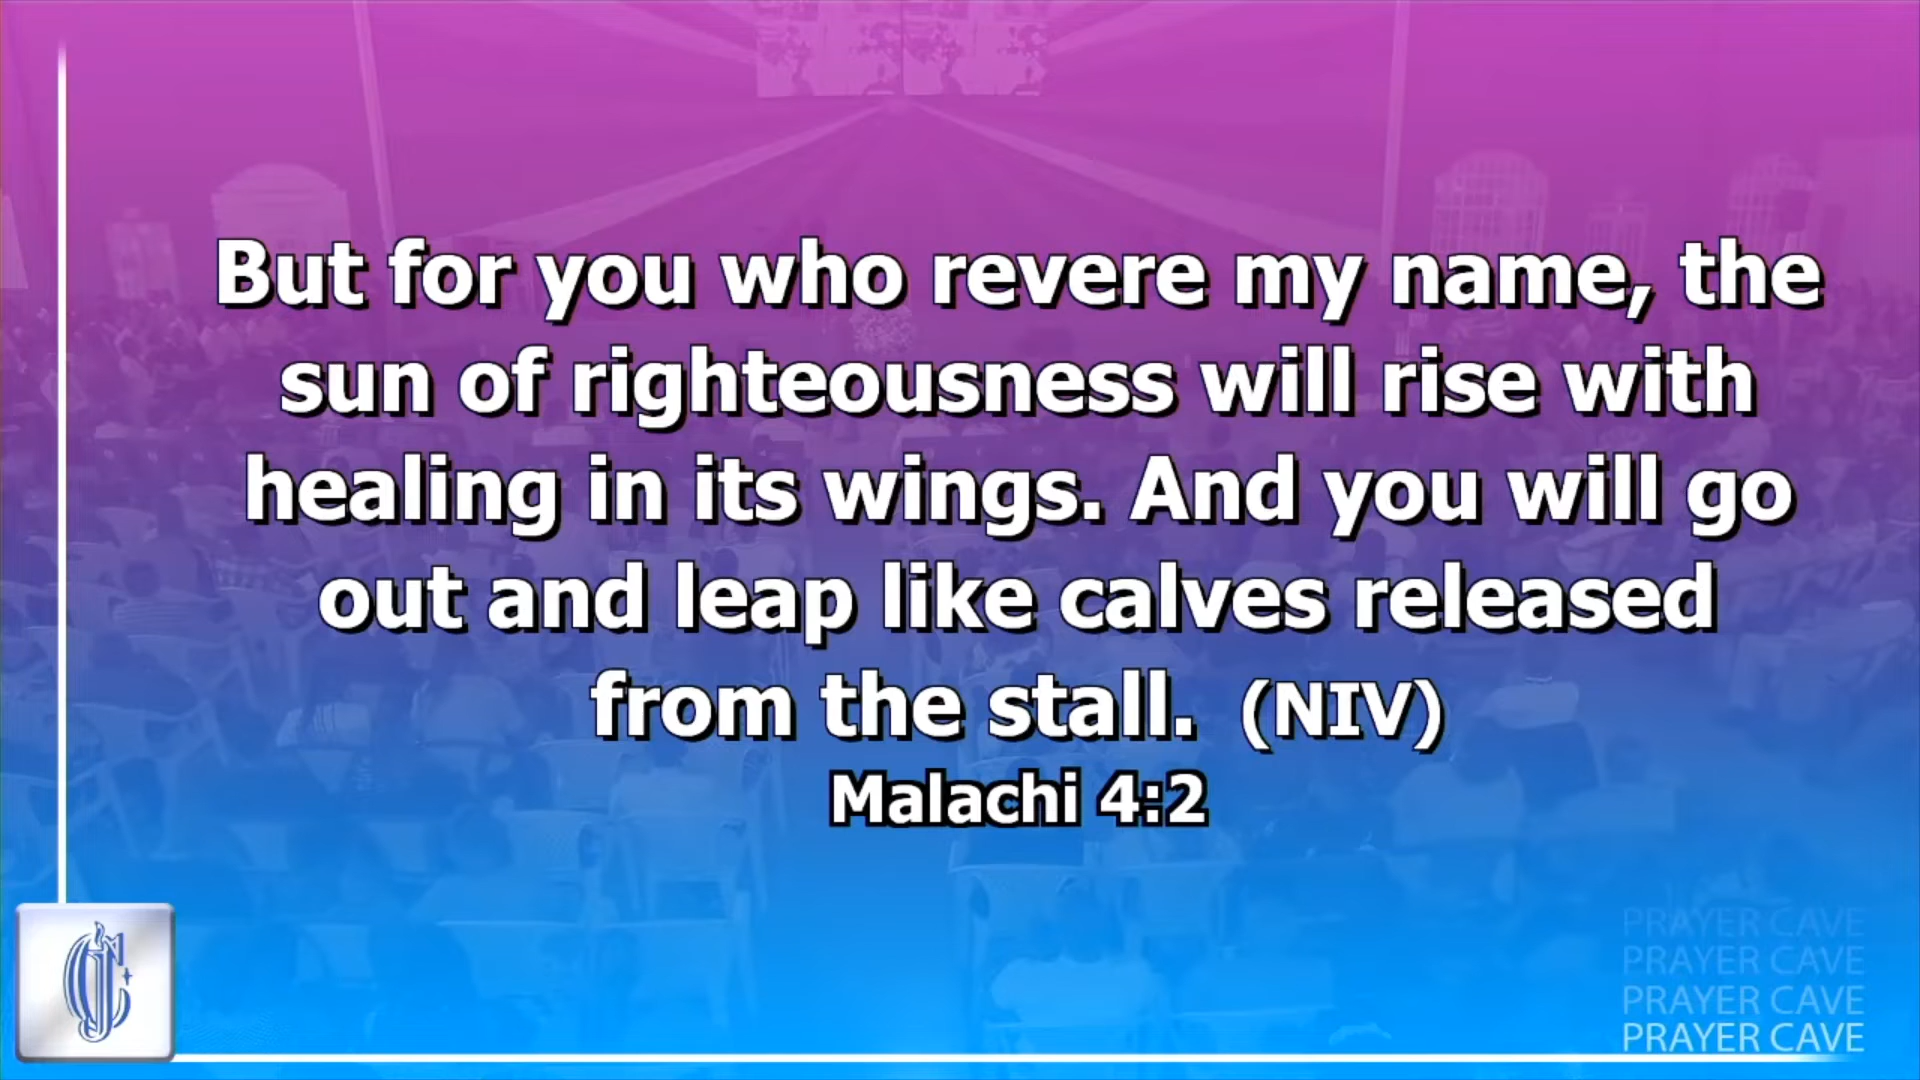 But for you who revere my name, the
sun of righteousness will rise with
healing in its wings. And you will go
out and leap like calves released
from the stall. (NIV)
Malachi 4:2
PRAYER CAVE
PRAYER CAVE
PRAYER CAVE
PRAYER CAVE